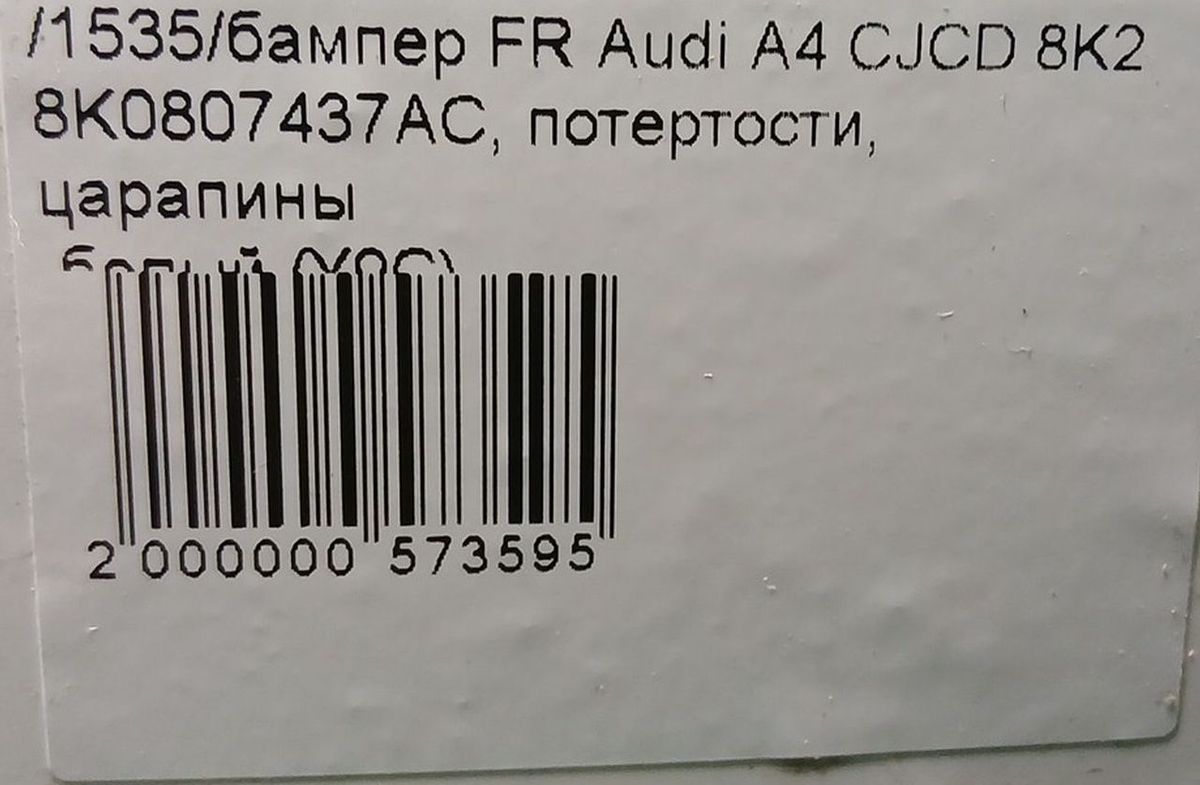 /1535/бампер FR Audi A4 CJCD 8K2
8K0807437AC, потертости,
царапины
2 000000 573595